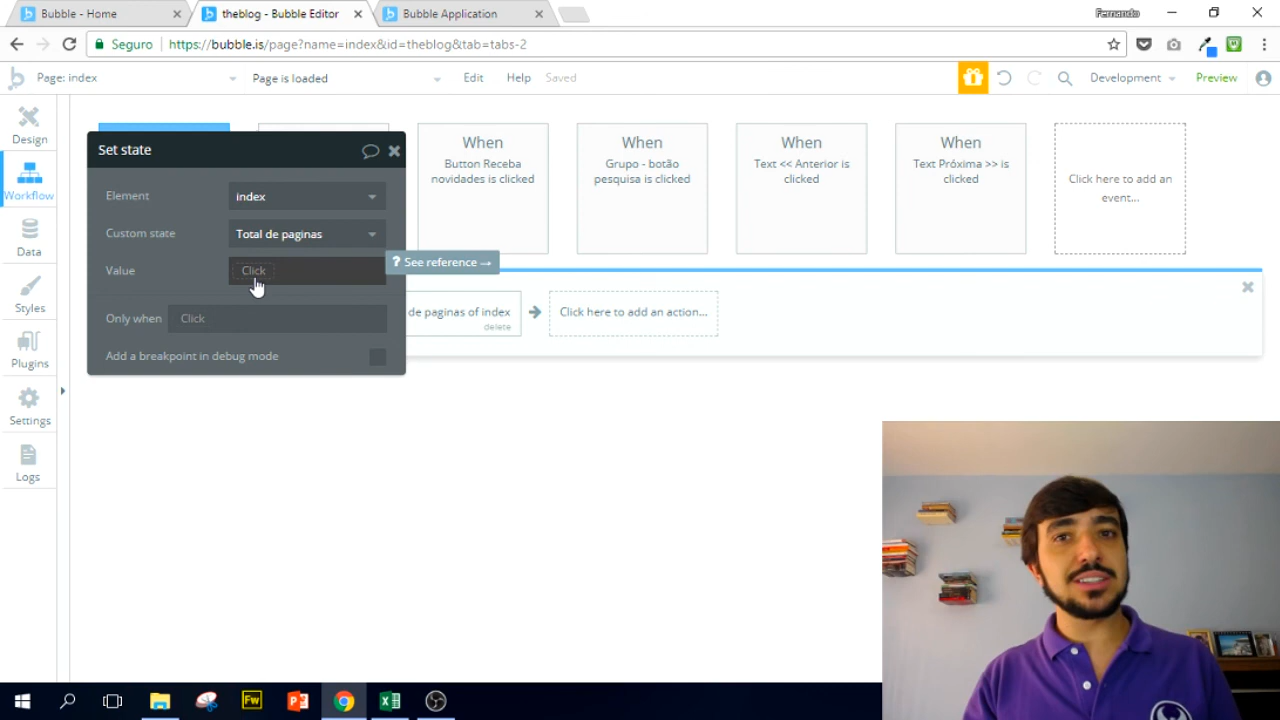 Bubble - Home
theblog - Bubble Editor
Bubble Application
Fernando
Seguro
https://bubble.is/page?name=index&id=theblog&tab=tabs-2
Page: index
Page is loaded
Edit
Help
Saved
Development
Preview
Design
Workflow
Data
Styles
Plugins
Settings
Logs
Set state
Element
index
Custom state
Total de paginas
Value
Click
? See reference →
Only when
Click
Add a breakpoint in debug mode
When
Button Receba
novidades is clicked
When
Grupo - botão
pesquisa is clicked
When
Text << Anterior is
clicked
When
Text Próxima >> is
clicked
Click here to add an
event...
de paginas of index
delete
Click here to add an action...
Fw